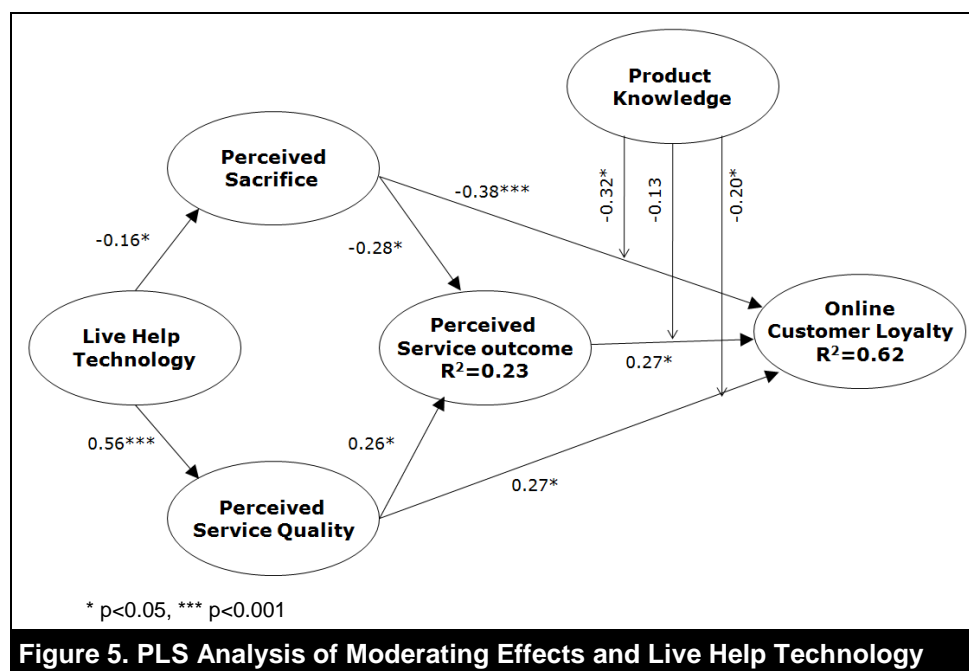 Product
Knowledge
Perceived
Sacrifice
-0.38***
-0.32*
-0.13
-0.20*
-0.16*
-0.28*
Live Help
Technology
Perceived
Service outcome
R²=0.23
Online
Customer Loyalty
R²=0.62
0.27*
0.56***
0.26*
0.27*
Perceived
Service Quality
* p<0.05, *** p<0.001
Figure 5. PLS Analysis of Moderating Effects and Live Help Technology